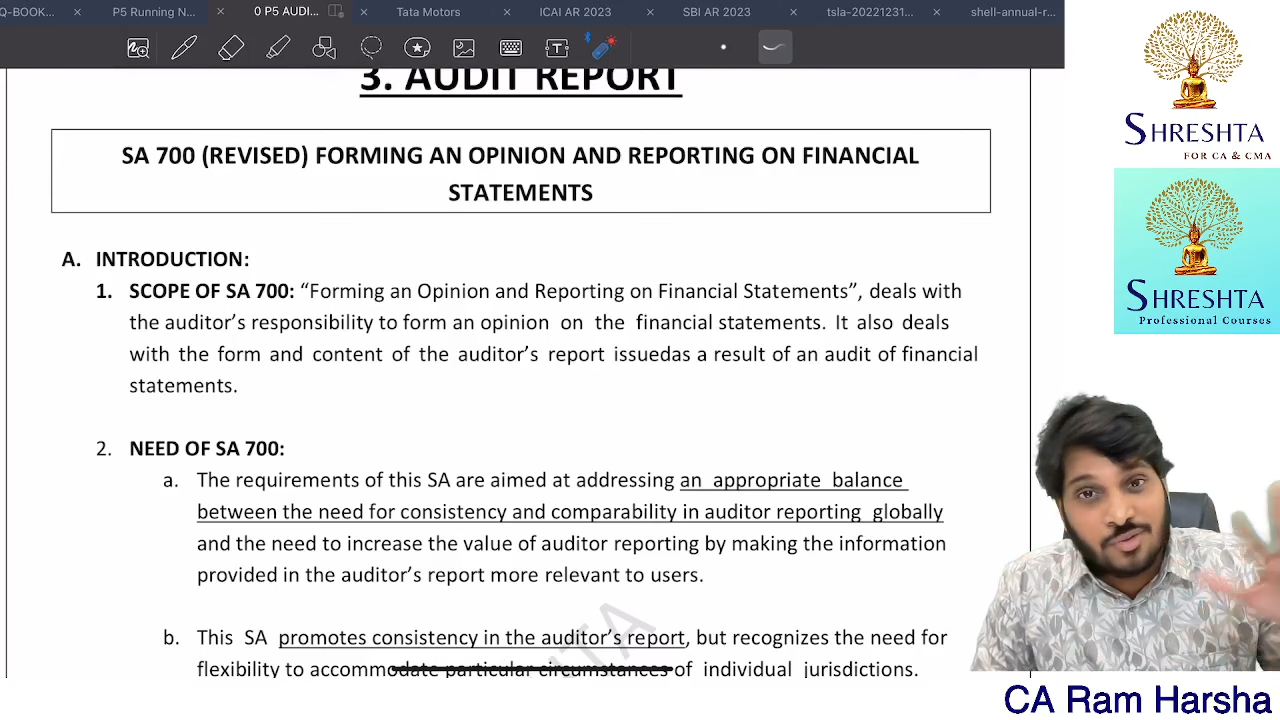 Q-BOOK... × P5 Running N... × 0 P5 AUDI... × Tata Motors × ICAI AR 2023 × SBI AR 2023 × tsla-20221231... × shell-annual-r...
3. AUDIT REPORT
SA 700 (REVISED) FORMING AN OPINION AND REPORTING ON FINANCIAL
STATEMENTS
A. INTRODUCTION:
1. SCOPE OF SA 700: “Forming an Opinion and Reporting on Financial Statements”, deals with
the auditor’s responsibility to form an opinion on the financial statements. It also deals
with the form and content of the auditor’s report issuedas a result of an audit of financial
statements.
2. NEED OF SA 700:
a. The requirements of this SA are aimed at addressing an appropriate balance
between the need for consistency and comparability in auditor reporting globally
and the need to increase the value of auditor reporting by making the information
provided in the auditor’s report more relevant to users.
b. This SA promotes consistency in the auditor’s report, but recognizes the need for
flexibility to accommodate particular circumstances of individual jurisdictions.
SHRESHTA
FOR CA & CMA
SHRESHTA
Professional Courses
CA Ram Harsha